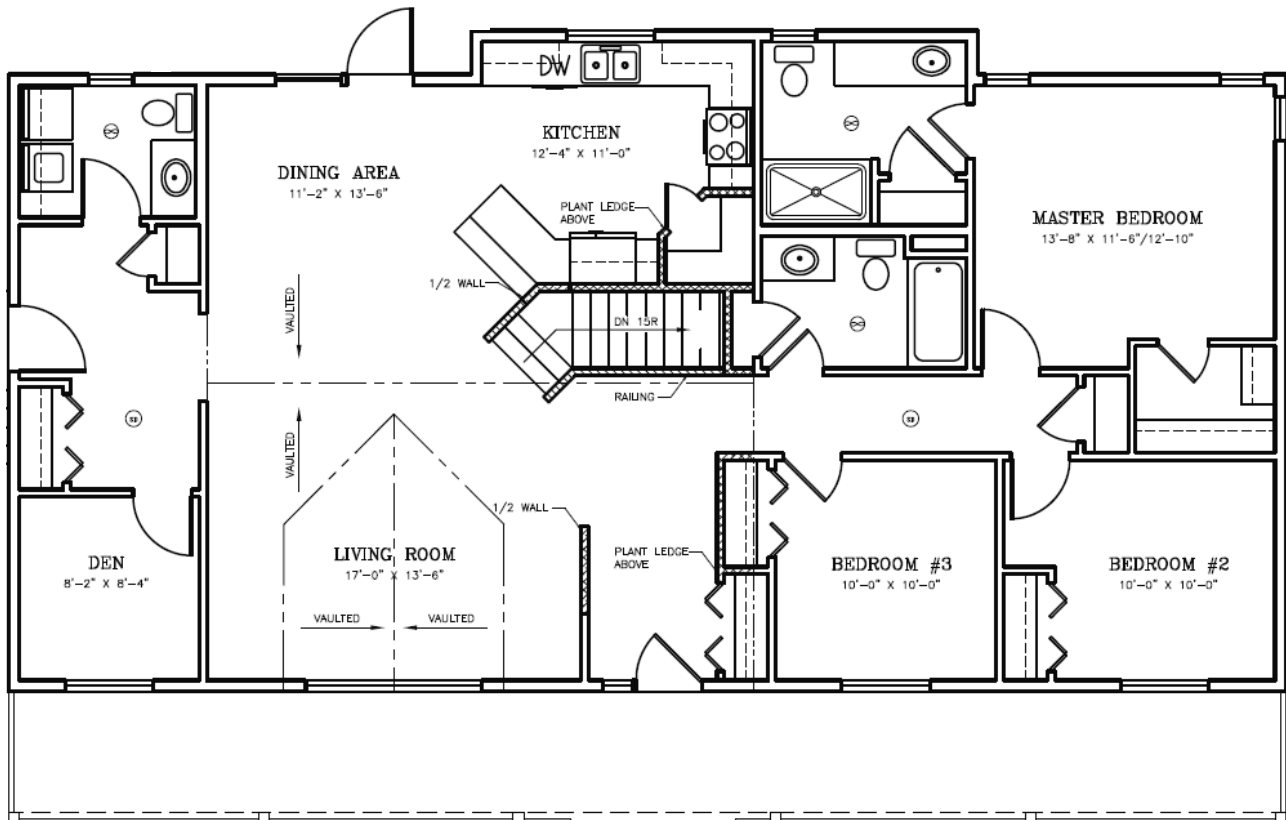 DW
KITCHEN
12'-4" X 11'-0"
DINING AREA
11'-2" X 13'-6"
PLANT LEDGE
ABOVE
MASTER BEDROOM
13'-8" X 11'-6"/12'-10"
1/2 WALL
VAULTED
DN 15R
RAILING
SD
SD
VAULTED
1/2 WALL
LIVING ROOM
17'-0" X 13'-6"
PLANT LEDGE
ABOVE
DEN
8'-2" X 8'-4"
BEDROOM #3
10'-0" X 10'-0"
BEDROOM #2
10'-0" X 10'-0"
VAULTED
VAULTED